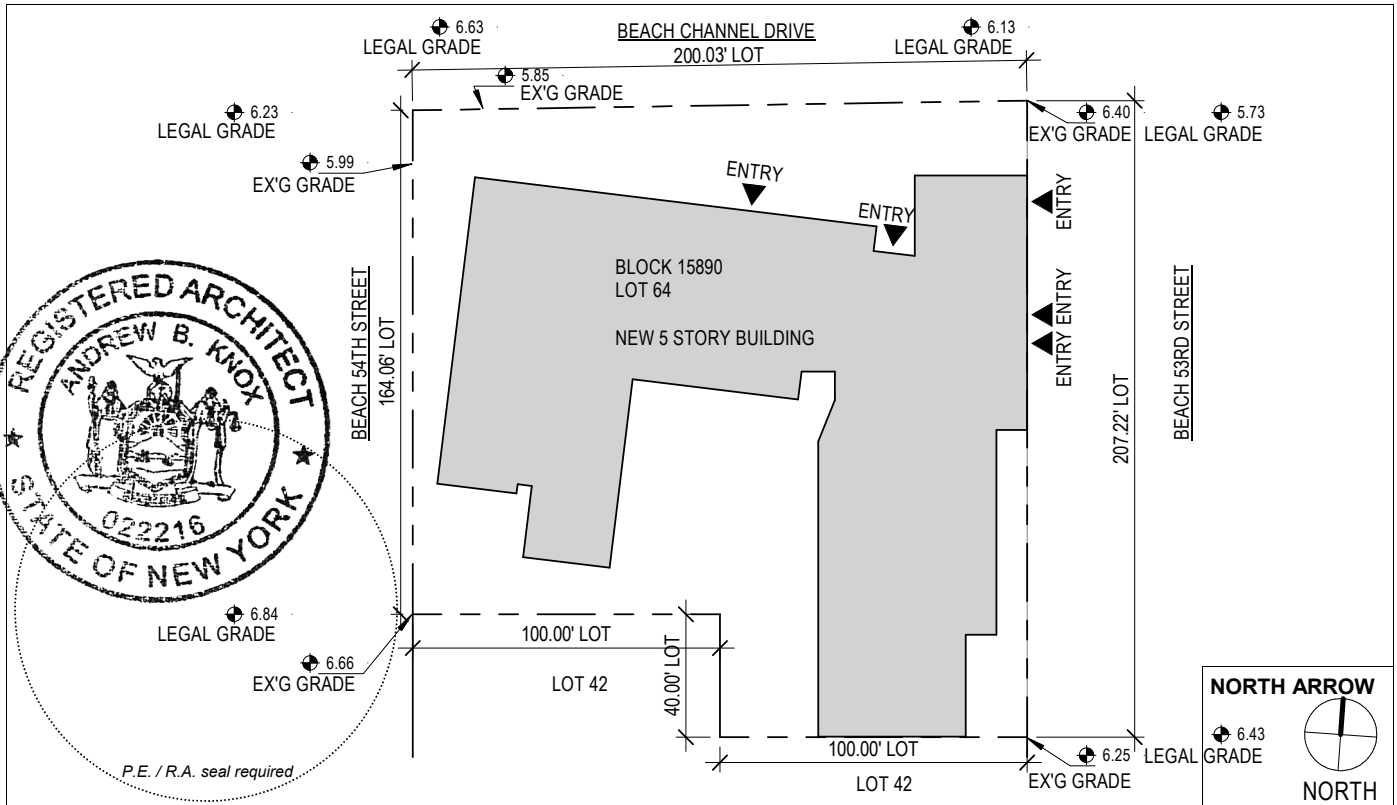 6.63
LEGAL GRADE
BEACH CHANNEL DRIVE
200.03' LOT
6.13
LEGAL GRADE
5.85
EX'G GRADE
6.23
LEGAL GRADE
6.40
EX'G GRADE
5.73
LEGAL GRADE
5.99
EX'G GRADE
ENTRY
ENTRY
ENTRY
ENTRY
ENTRY
BLOCK 15890
LOT 64
NEW 5 STORY BUILDING
BEACH 54TH STREET
164.06' LOT
207.22' LOT
BEACH 53RD STREET
REGISTERED ARCHITECT
ANDREW B. KNOX
022216
STATE OF NEW YORK
6.84
LEGAL GRADE
6.66
EX'G GRADE
100.00' LOT
LOT 42
40.00' LOT
100.00' LOT
LOT 42
6.25
EX'G GRADE
6.43
LEGAL GRADE
NORTH ARROW
NORTH
P.E. / R.A. seal required